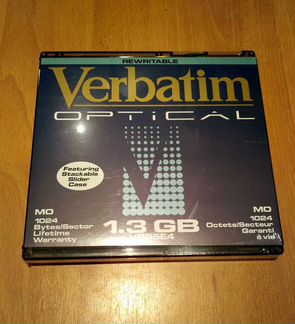 REWRITABLE
Verbatim
OPTICAL
Featuring
Stackable
Slider
Case
MO
1024
Bytes/Sector
Lifetime
Warranty
1.3 GB
MO
1024
Octets/Secteur
Garanti
à vie